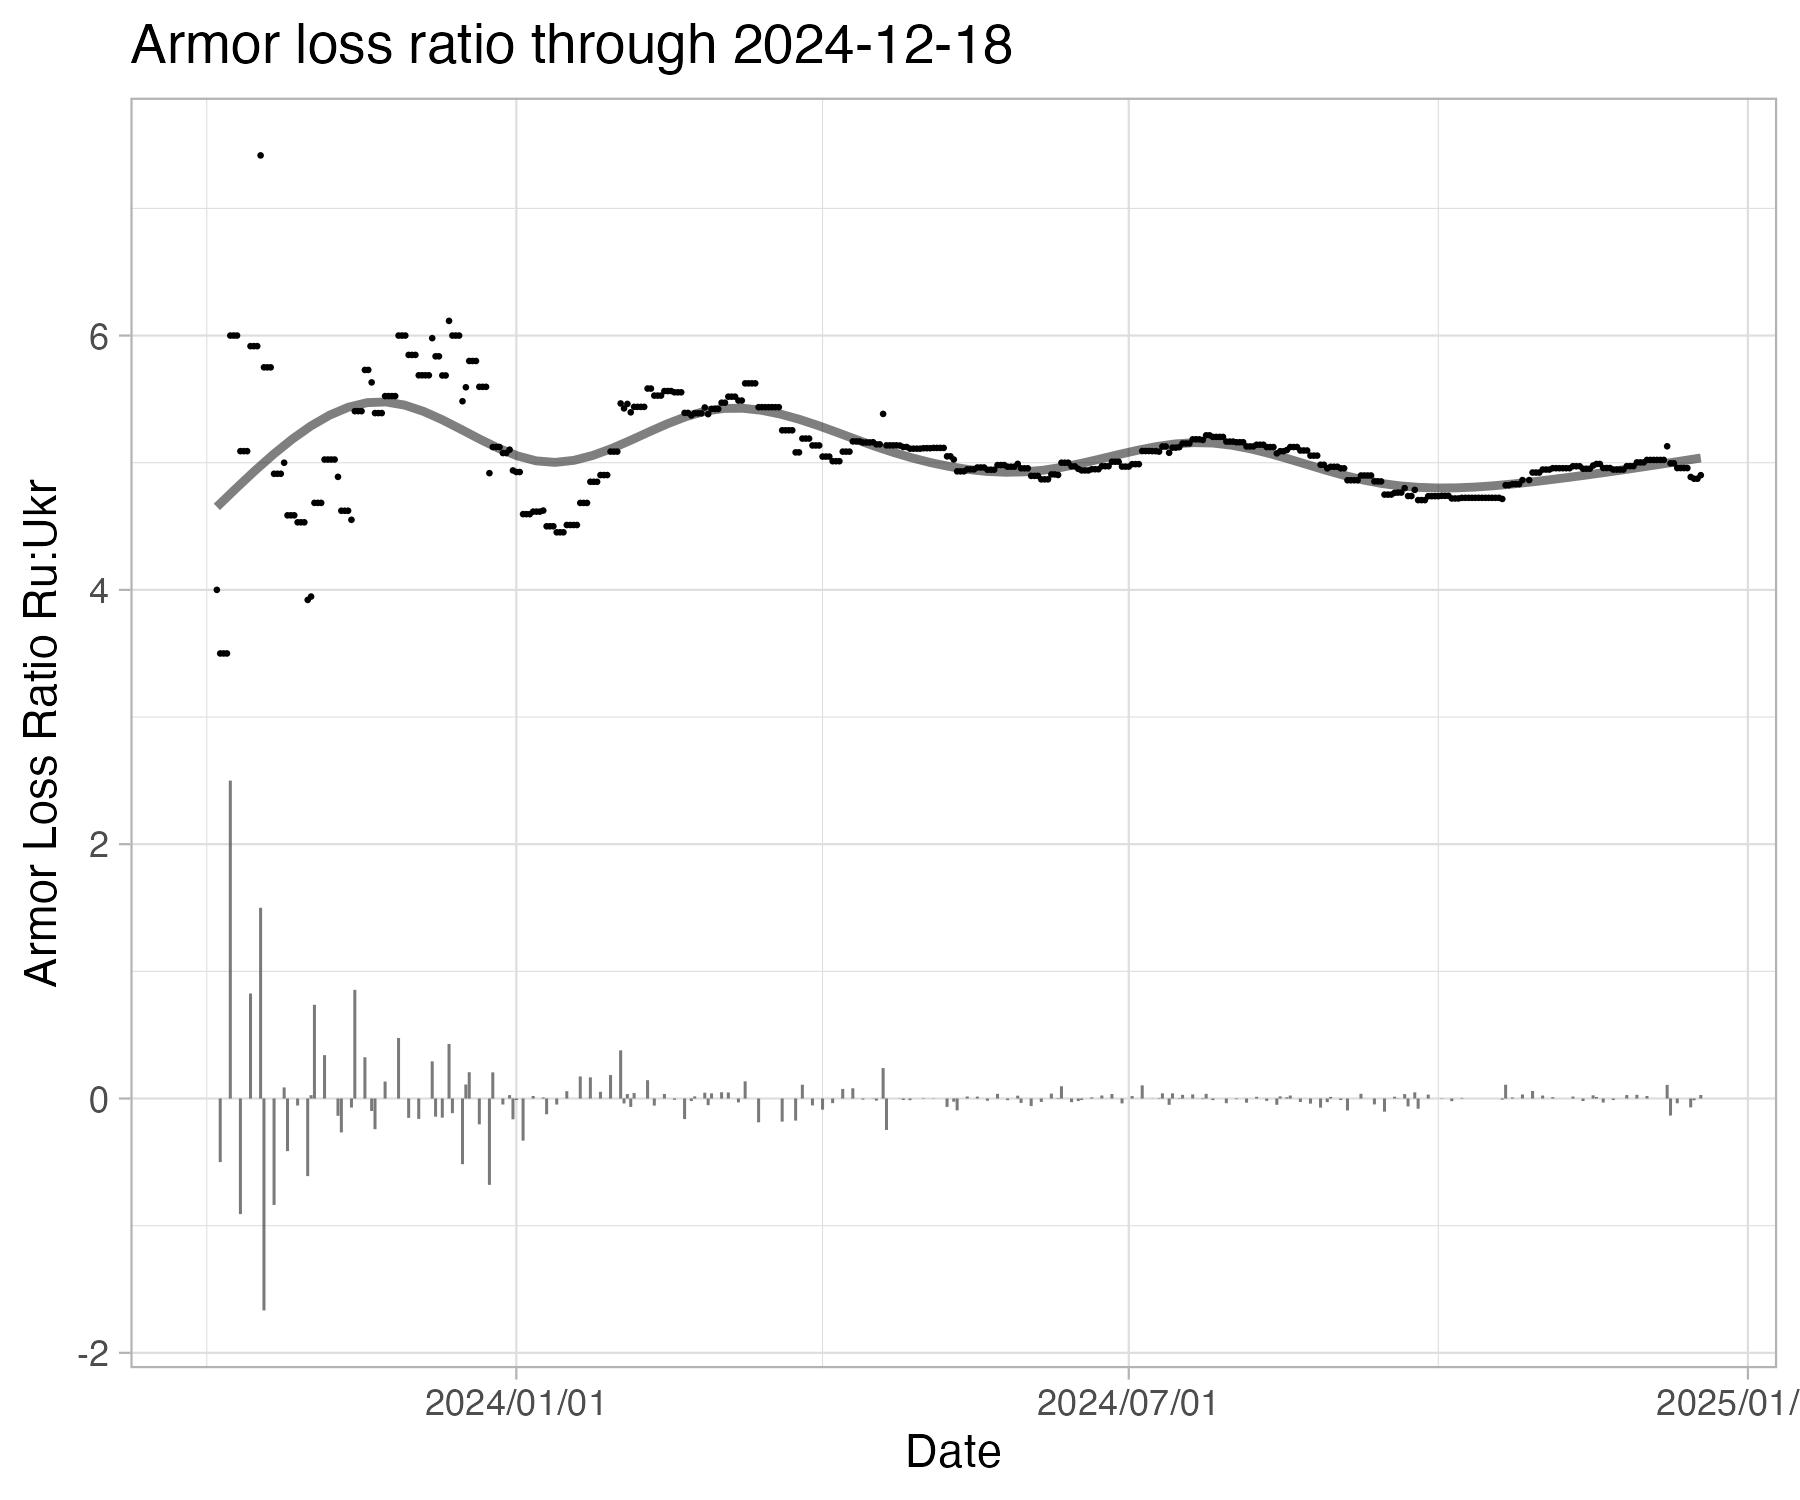 Armor loss ratio through 2024-12-18
Armor Loss Ratio Ru:Ukr
6
4
2
0
-2
2024/01/01
2024/07/01
2025/01/
Date